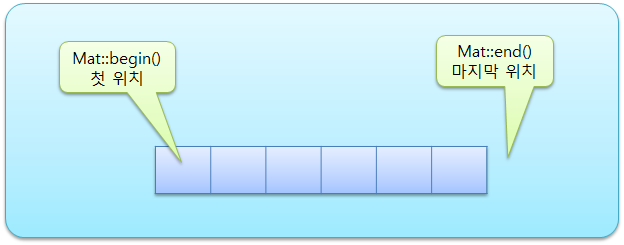 Mat::begin()
첫 위치
Mat::end()
마지막 위치